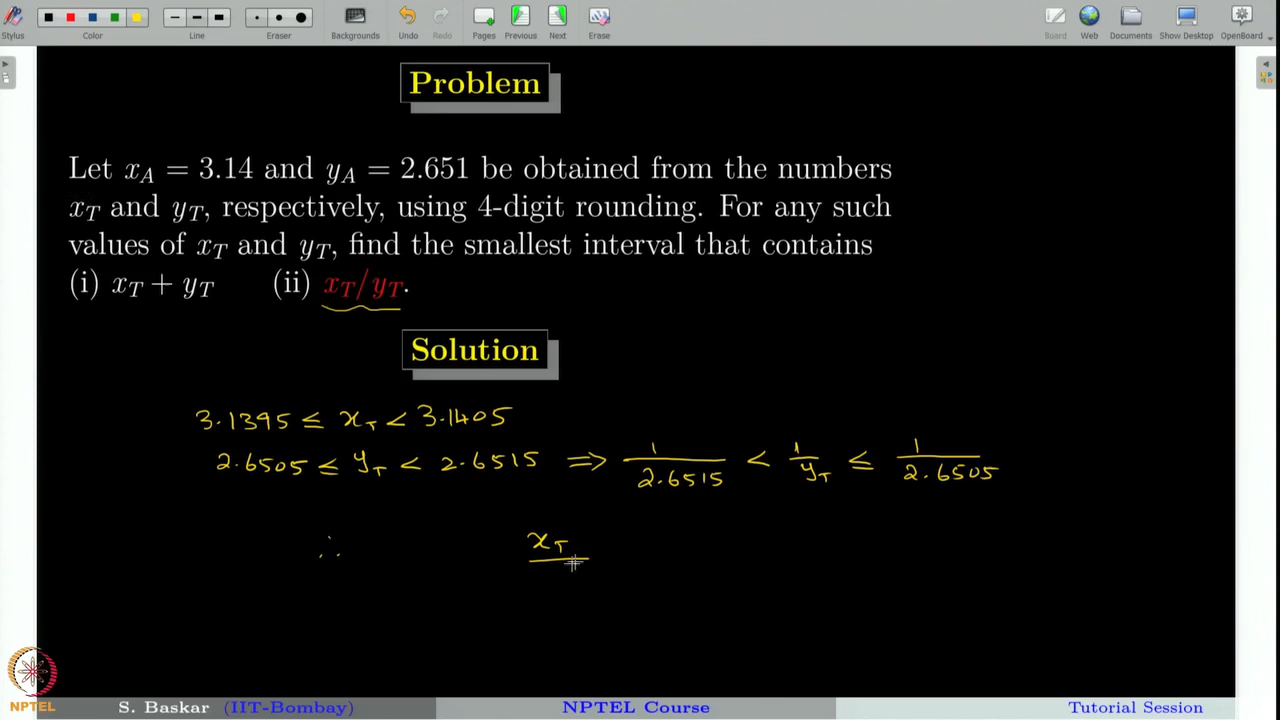 Stylus Color Line Eraser Backgrounds Undo Redo Pages Previous Next Erase Board Web Documents Show Desktop OpenBoard
Problem
Let x_A = 3.14 and y_A = 2.651 be obtained from the numbers
x_T and y_T, respectively, using 4-digit rounding. For any such
values of x_T and y_T, find the smallest interval that contains
(i) x_T + y_T (ii) x_T/y_T.
Solution
3.1395 ≤ x_T < 3.1405
2.6505 ≤ y_T < 2.6515 ⇒ 1/2.6515 < 1/y_T ≤ 1/2.6505
∴ x_T
NPTEL
S. Baskar (IIT-Bombay) NPTEL Course Tutorial Session